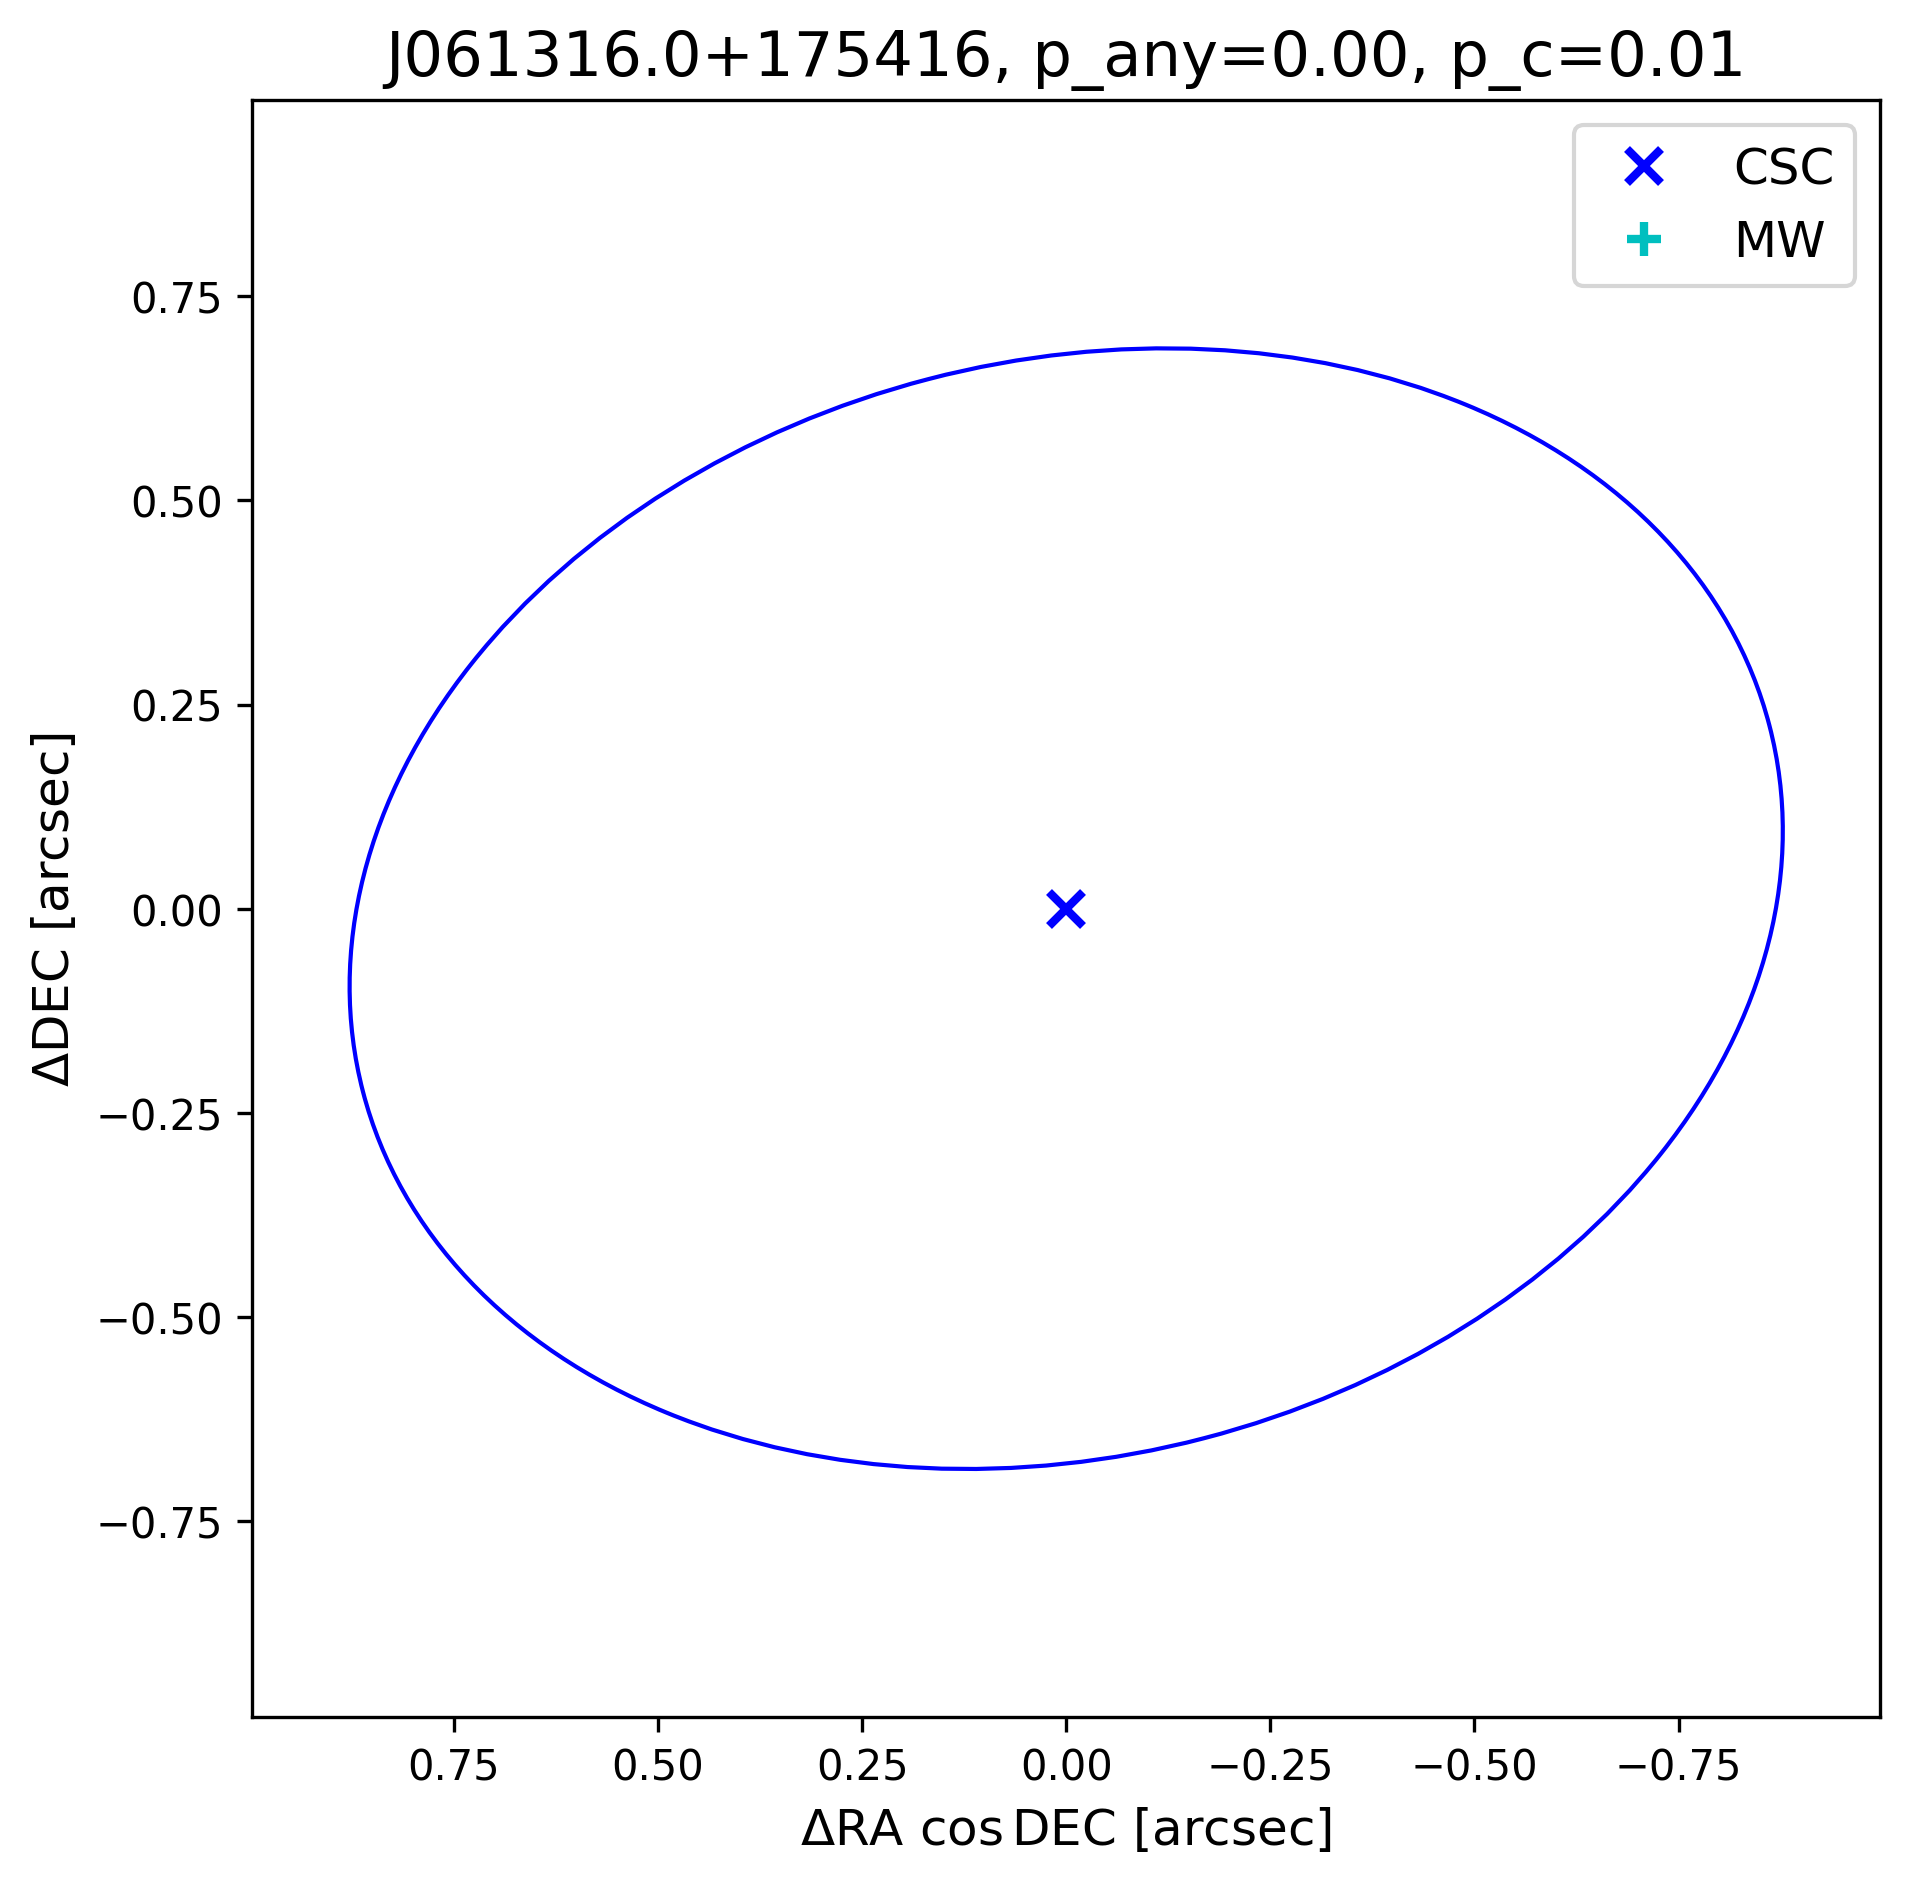 J061316.0+175416, p_any=0.00, p_c=0.01
CSC
MW
0.75
0.50
0.25
0.00
−0.25
−0.50
−0.75
ΔDEC [arcsec]
0.75 0.50 0.25 0.00 −0.25 −0.50 −0.75
ΔRA cos DEC [arcsec]